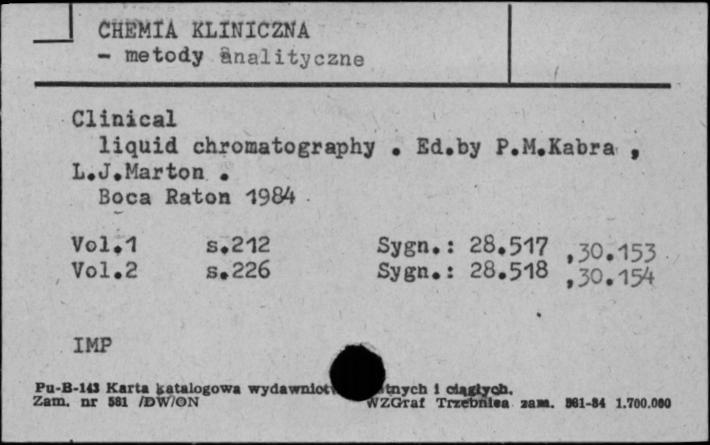 CHEMIA KLINICZNA
- metody analityczne
Clinical
liquid chromatography . Ed.by P.M.Kabra ,
L.J.Marton .
Boca Raton 1984
Vol.1 s.212 Sygn.: 28.517 ,30.153
Vol.2 s.226 Sygn.: 28.518 ,30.154
IMP
Pu-B-143 Karta katalogowa wydawnict tnych i ciągłych.
Zam. nr 581 /DW/ON WZGraf Trzebnica zam. 861-84 1.700.000